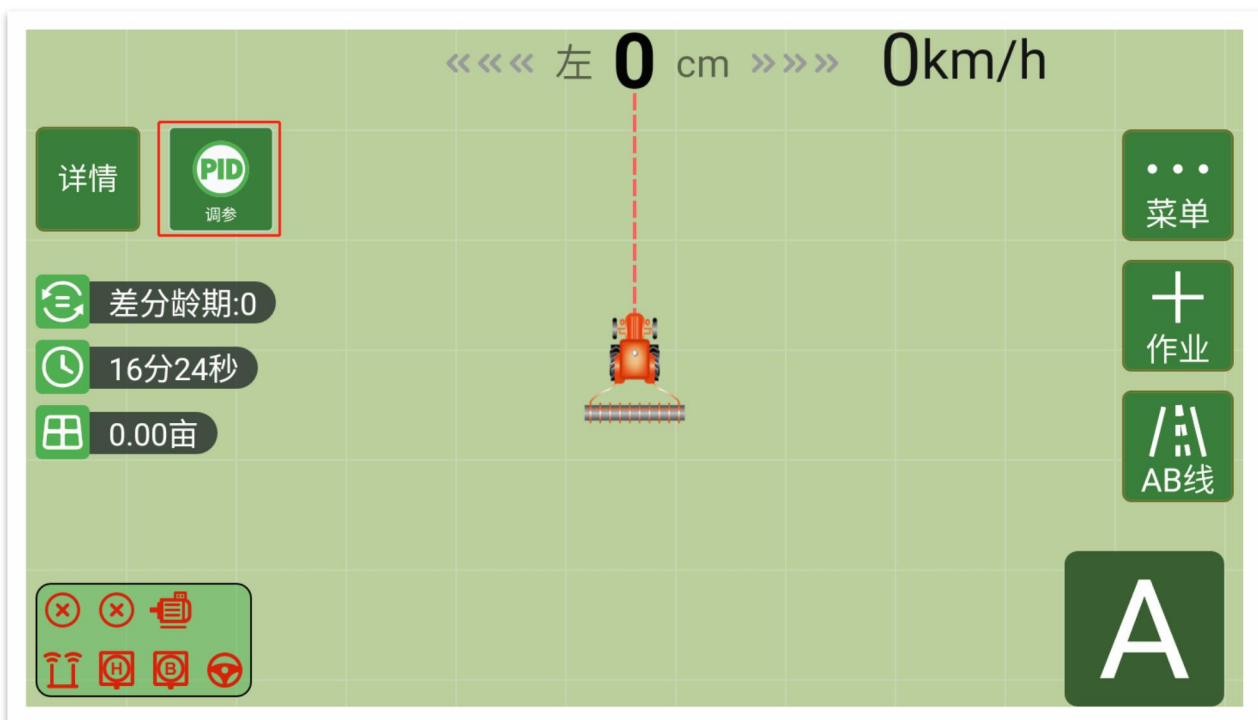 ««« 左 0 cm »»» 0km/h
详情
PID
调参
菜单
差分龄期:0
作业
16分24秒
0.00亩
AB线
A
H B